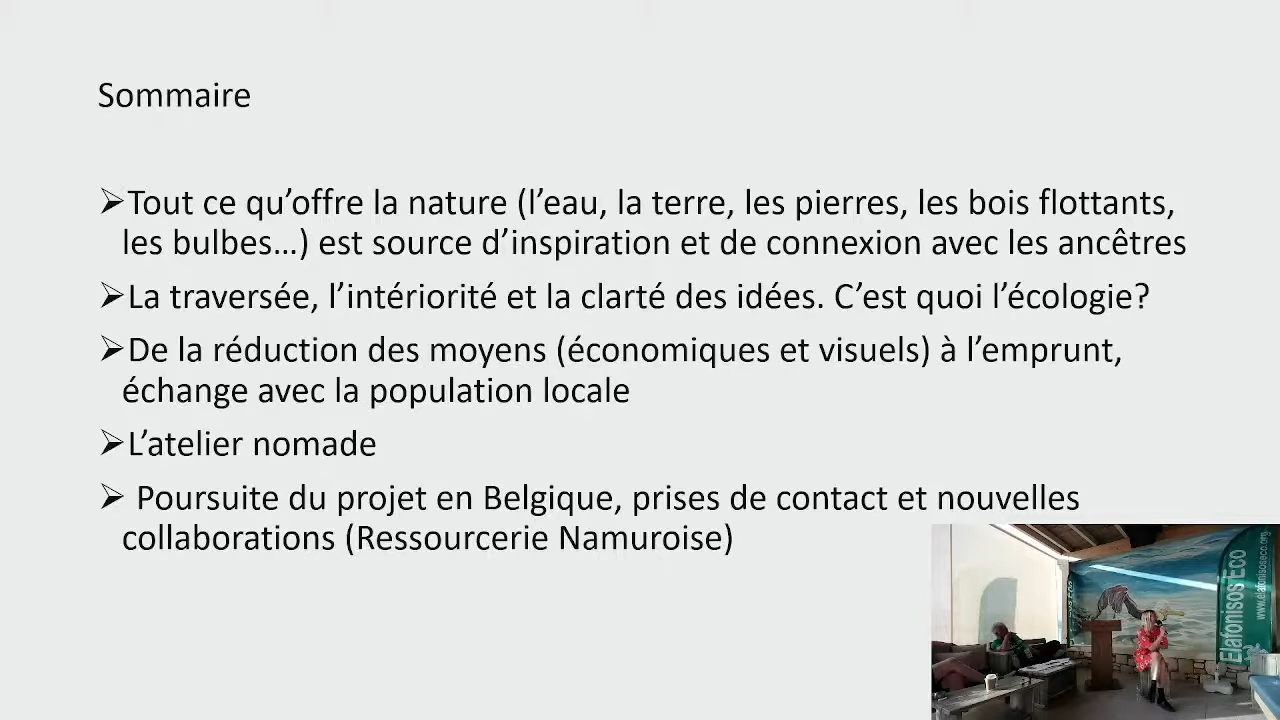 Sommaire
➢Tout ce qu’offre la nature (l’eau, la terre, les pierres, les bois flottants,
les bulbes…) est source d’inspiration et de connexion avec les ancêtres
➢La traversée, l’intériorité et la clarté des idées. C’est quoi l’écologie?
➢De la réduction des moyens (économiques et visuels) à l’emprunt,
échange avec la population locale
➢L’atelier nomade
➢ Poursuite du projet en Belgique, prises de contact et nouvelles
collaborations (Ressourcerie Namuroise)
Elafonisos Eco
www.elafonisoseco.org